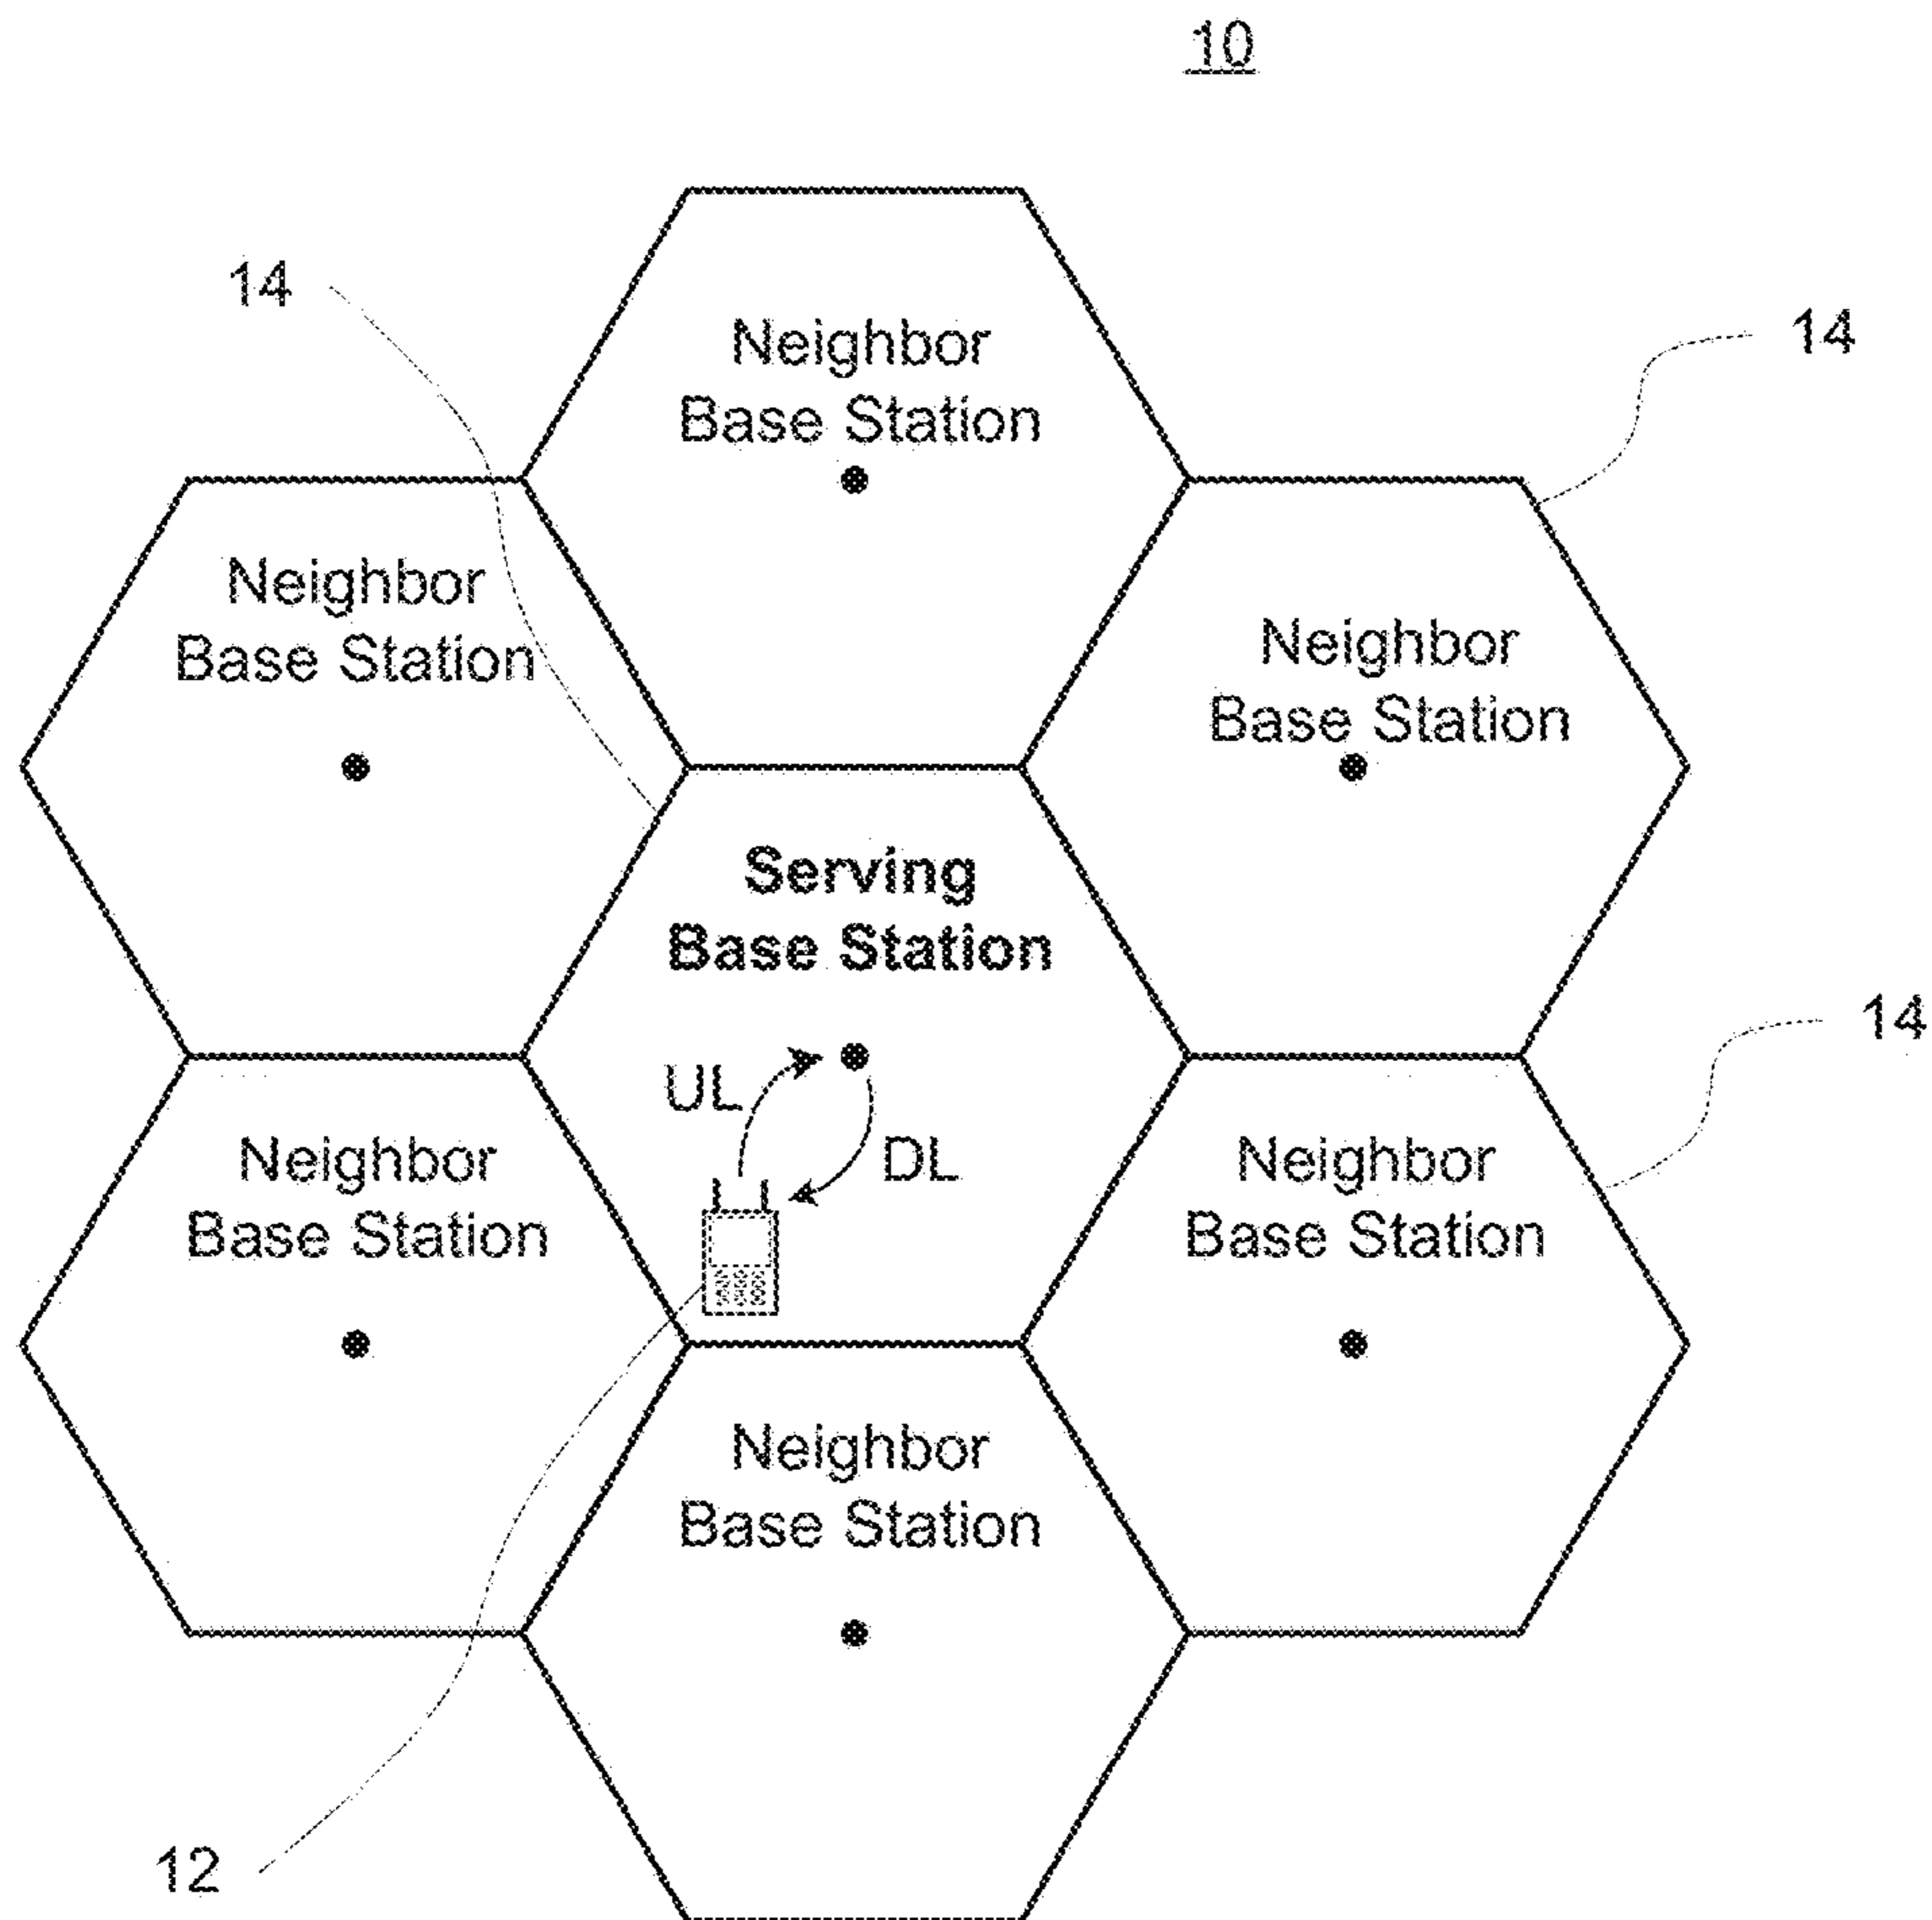 10
14
14
Neighbor
Base Station
Neighbor
Base Station
Neighbor
Base Station
Serving
Base Station
14
UL
DL
Neighbor
Base Station
Neighbor
Base Station
Neighbor
Base Station
12